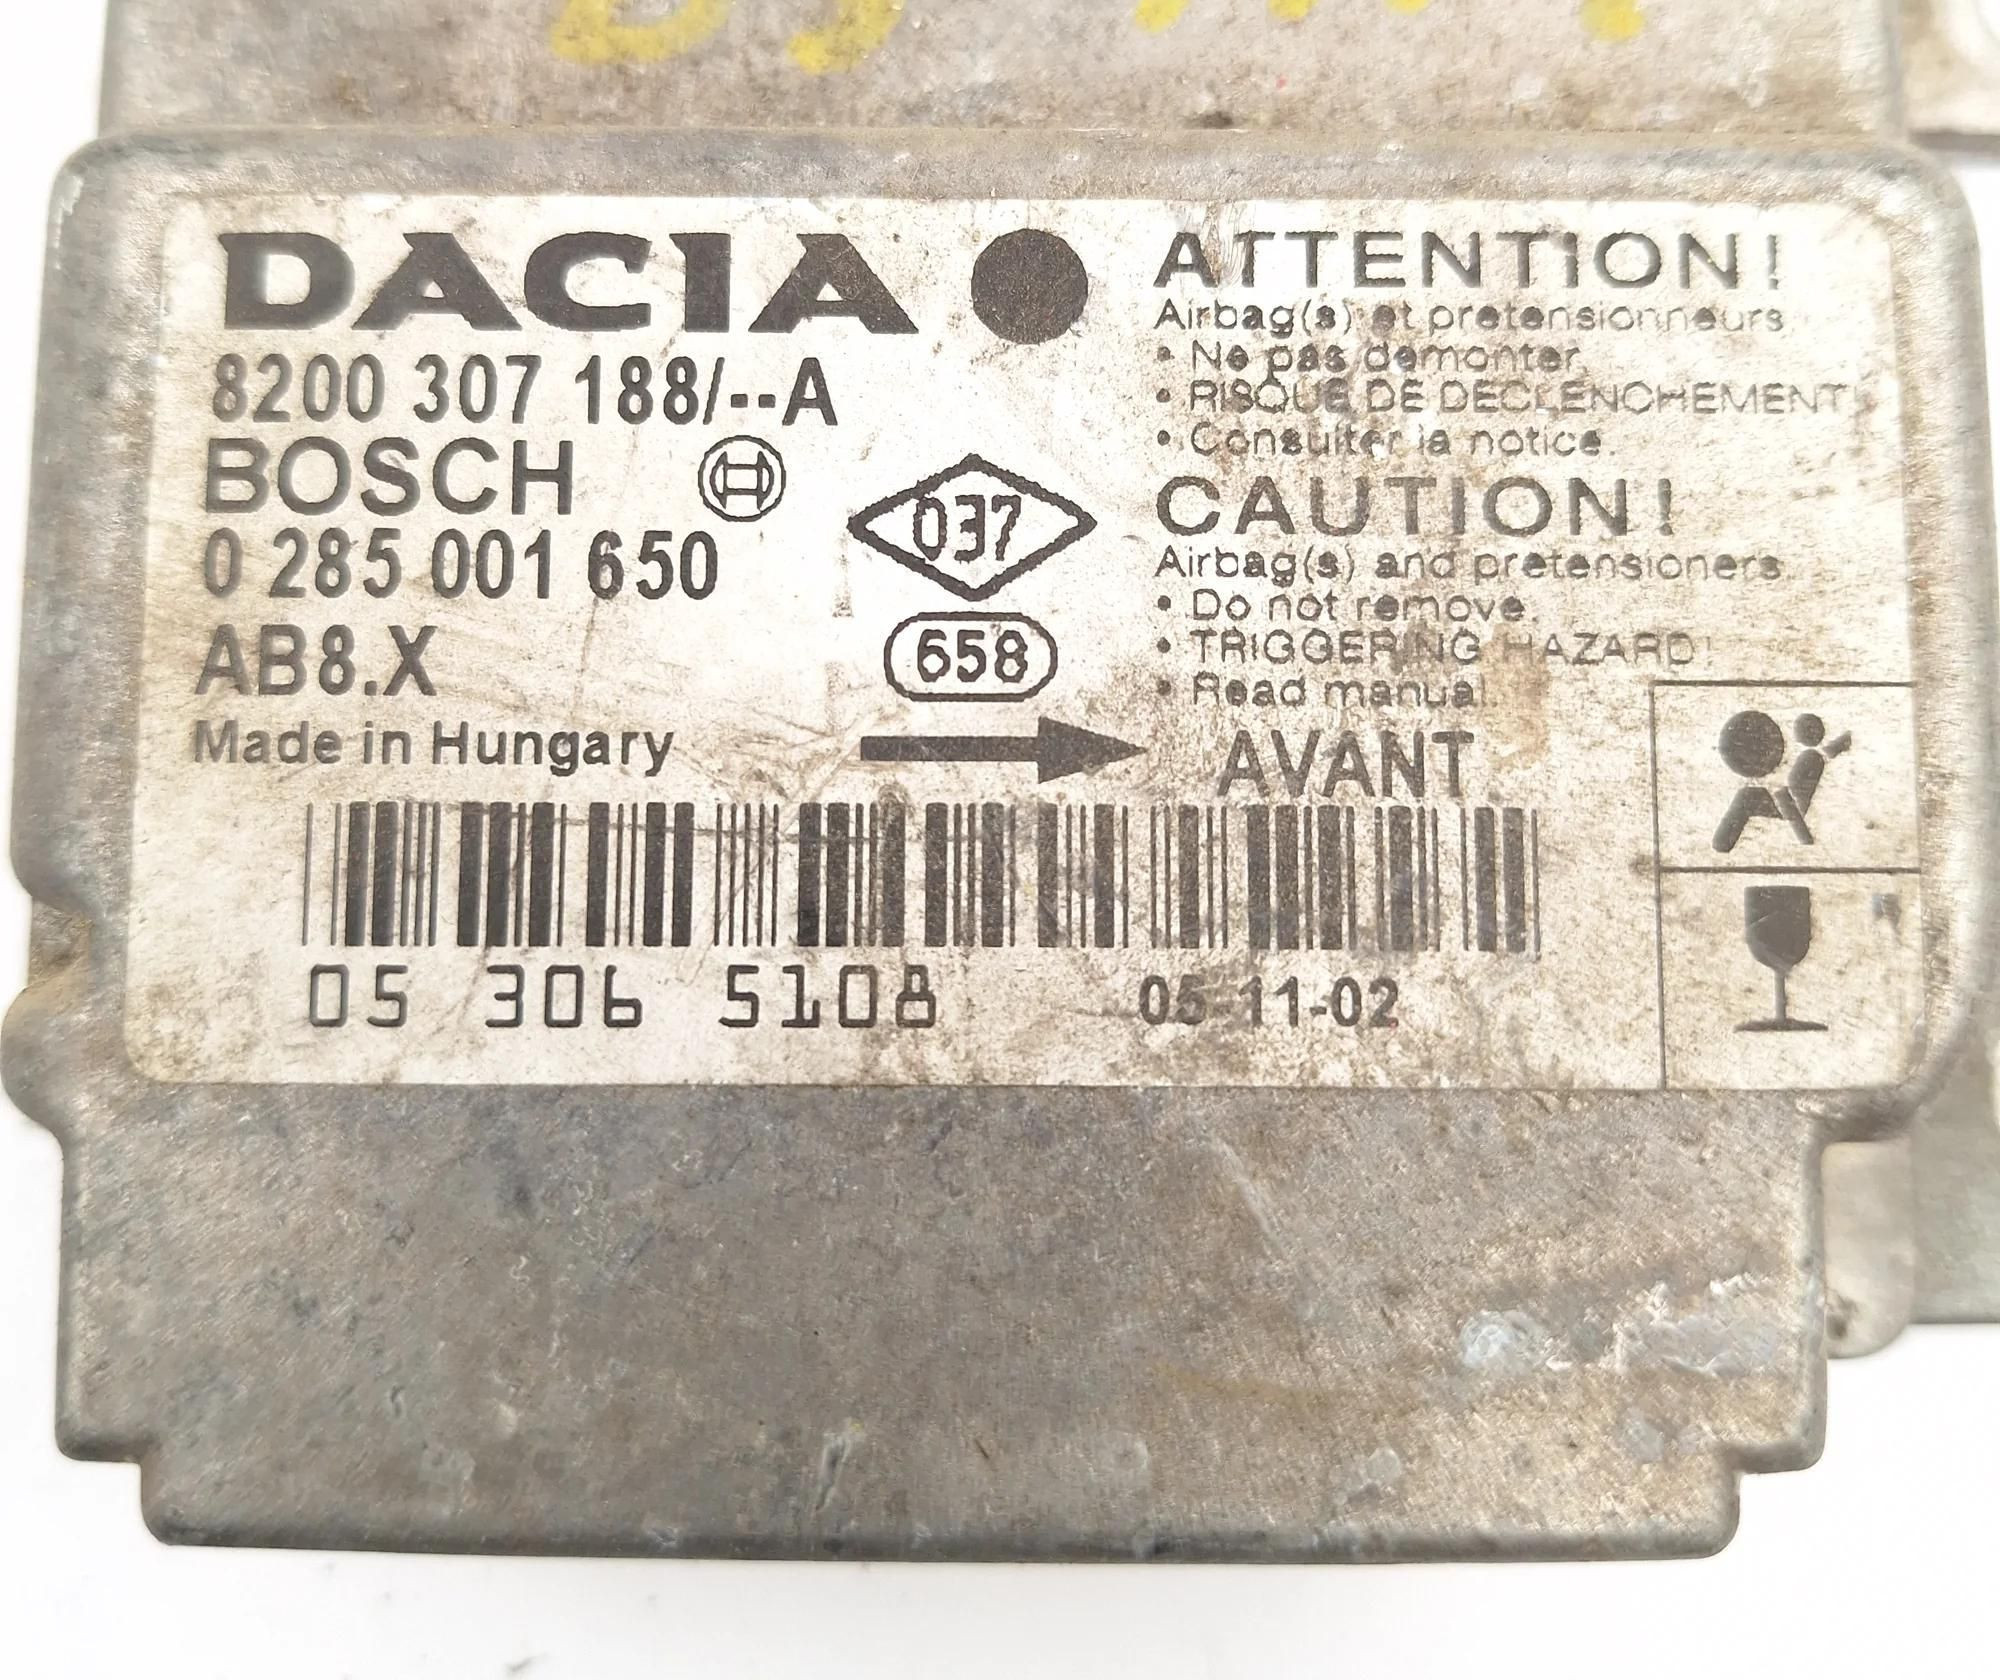 DACIA
8200 307 188/--A
BOSCH
0 285 001 650
AB8.X
Made in Hungary
037
658
ATTENTION!
Airbag(s) et pretensionneurs.
• Ne pas demonter.
• RISQUE DE DECLENCHEMENT!
• Consulter la notice.
CAUTION!
Airbag(s) and pretensioners.
• Do not remove.
• TRIGGERING HAZARD!
• Read manual.
AVANT
05 306 5108
05-11-02